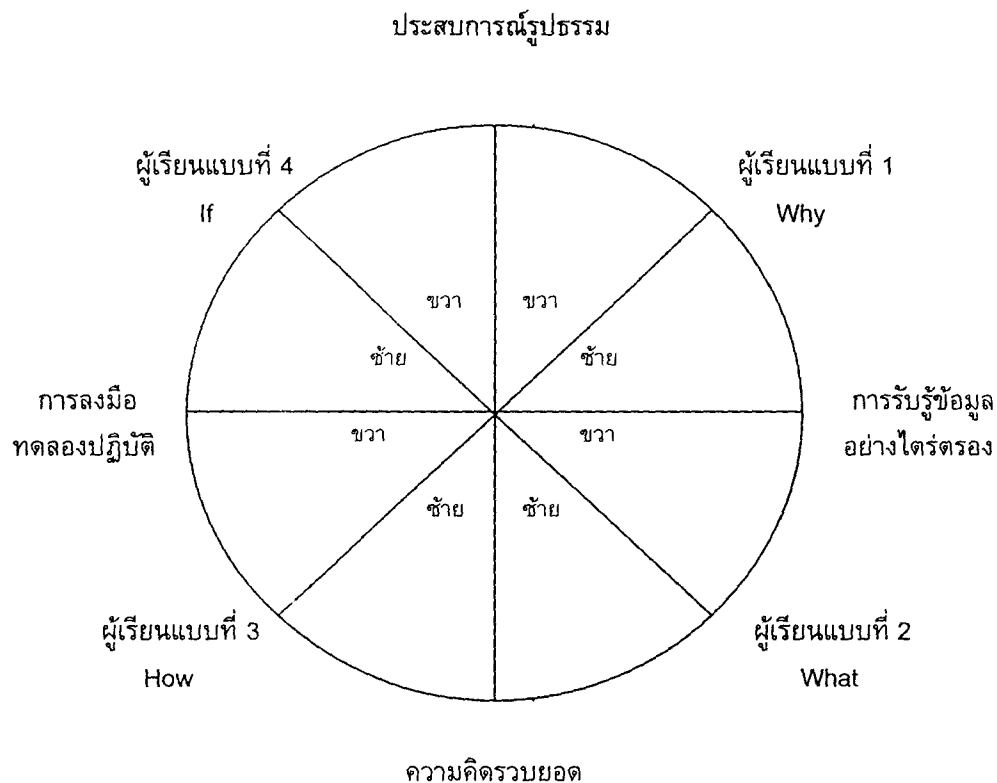 ประสบการณ์รูปธรรม
ผู้เรียนแบบที่ 4
If
ผู้เรียนแบบที่ 1
Why
ขวา
ขวา
ซ้าย
ซ้าย
การลงมือ
ทดลองปฏิบัติ
การรับรู้ข้อมูล
อย่างไตร่ตรอง
ขวา
ขวา
ซ้าย
ซ้าย
ผู้เรียนแบบที่ 3
How
ผู้เรียนแบบที่ 2
What
ความคิดรวบยอด